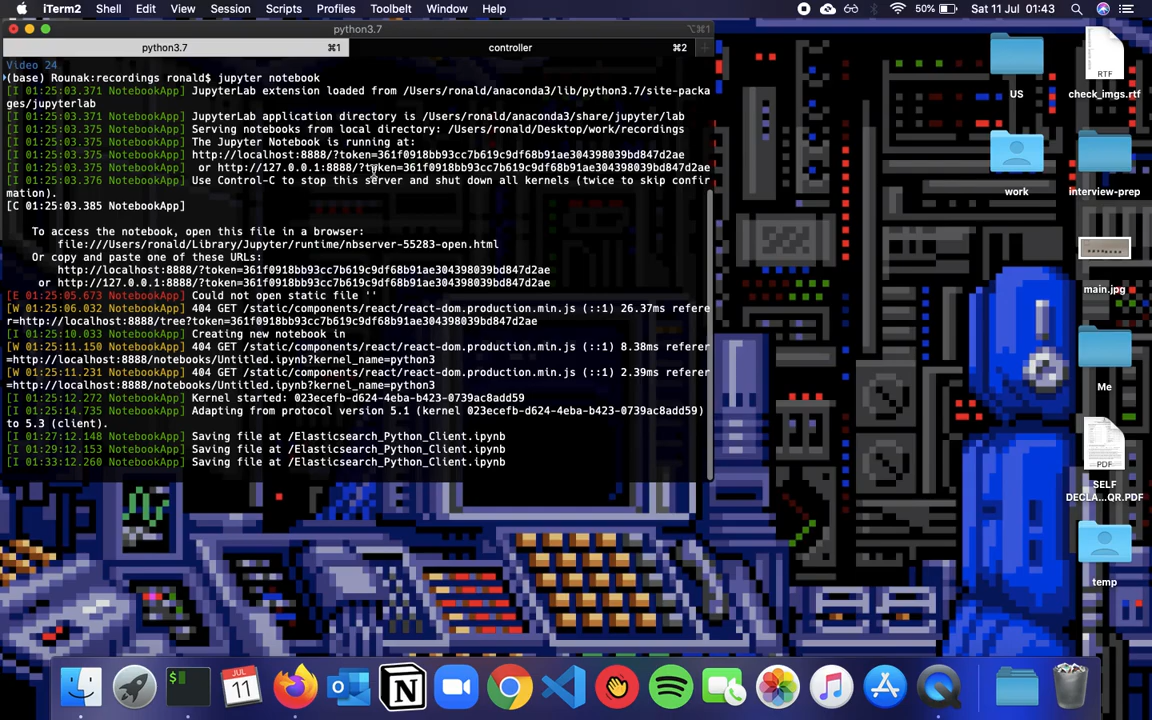 iTerm2 Shell Edit View Session Scripts Profiles Toolbelt Window Help 50% Sat 11 Jul 01:43
python3.7 ⌥⌘1
python3.7 ⌘1 controller ⌘2
Video 24
(base) Rounak:recordings ronald$ jupyter notebook
[I 01:25:03.371 NotebookApp] JupyterLab extension loaded from /Users/ronald/anaconda3/lib/python3.7/site-packa
ges/jupyterlab
[I 01:25:03.371 NotebookApp] JupyterLab application directory is /Users/ronald/anaconda3/share/jupyter/lab
[I 01:25:03.375 NotebookApp] Serving notebooks from local directory: /Users/ronald/Desktop/work/recordings
[I 01:25:03.375 NotebookApp] The Jupyter Notebook is running at:
[I 01:25:03.375 NotebookApp] http://localhost:8888/?token=361f0918bb93cc7b619c9df68b91ae304398039bd847d2ae
[I 01:25:03.375 NotebookApp]  or http://127.0.0.1:8888/?token=361f0918bb93cc7b619c9df68b91ae304398039bd847d2ae
[I 01:25:03.376 NotebookApp] Use Control-C to stop this server and shut down all kernels (twice to skip confir
mation).
[C 01:25:03.385 NotebookApp]
To access the notebook, open this file in a browser:
file:///Users/ronald/Library/Jupyter/runtime/nbserver-55283-open.html
Or copy and paste one of these URLs:
http://localhost:8888/?token=361f0918bb93cc7b619c9df68b91ae304398039bd847d2ae
or http://127.0.0.1:8888/?token=361f0918bb93cc7b619c9df68b91ae304398039bd847d2ae
[E 01:25:05.673 NotebookApp] Could not open static file ''
[W 01:25:06.032 NotebookApp] 404 GET /static/components/react/react-dom.production.min.js (::1) 26.37ms refere
r=http://localhost:8888/tree?token=361f0918bb93cc7b619c9df68b91ae304398039bd847d2ae
[I 01:25:10.033 NotebookApp] Creating new notebook in
[W 01:25:11.150 NotebookApp] 404 GET /static/components/react/react-dom.production.min.js (::1) 8.38ms referer
=http://localhost:8888/notebooks/Untitled.ipynb?kernel_name=python3
[W 01:25:11.231 NotebookApp] 404 GET /static/components/react/react-dom.production.min.js (::1) 2.39ms referer
=http://localhost:8888/notebooks/Untitled.ipynb?kernel_name=python3
[I 01:25:12.272 NotebookApp] Kernel started: 023ecefb-d624-4eba-b423-0739ac8add59
[I 01:25:14.735 NotebookApp] Adapting from protocol version 5.1 (kernel 023ecefb-d624-4eba-b423-0739ac8add59)
to 5.3 (client).
[I 01:27:12.148 NotebookApp] Saving file at /Elasticsearch_Python_Client.ipynb
[I 01:29:12.153 NotebookApp] Saving file at /Elasticsearch_Python_Client.ipynb
[I 01:33:12.260 NotebookApp] Saving file at /Elasticsearch_Python_Client.ipynb
RTF
US check_imgs.rtf
work interview-prep
main.jpg
Me
PDF
SELF
DECLA...QR.PDF
temp
JUL
11